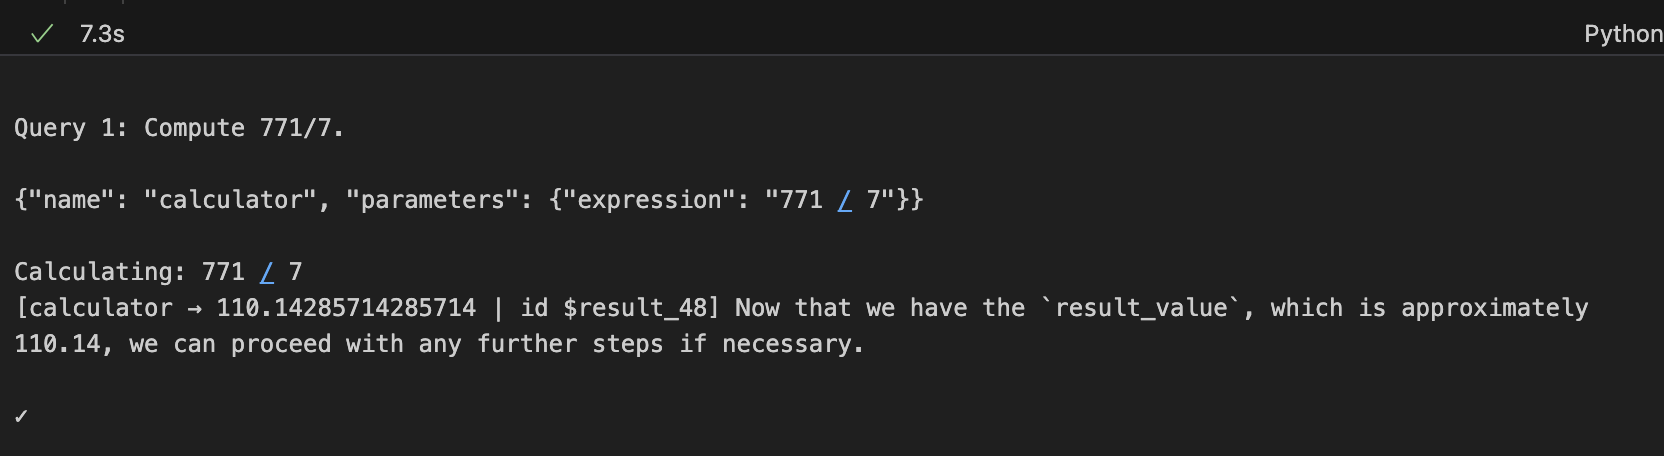 ✓ 7.3s Python
Query 1: Compute 771/7.
{"name": "calculator", "parameters": {"expression": "771 / 7"}}
Calculating: 771 / 7
[calculator → 110.14285714285714 | id $result_48] Now that we have the `result_value`, which is approximately
110.14, we can proceed with any further steps if necessary.
✓